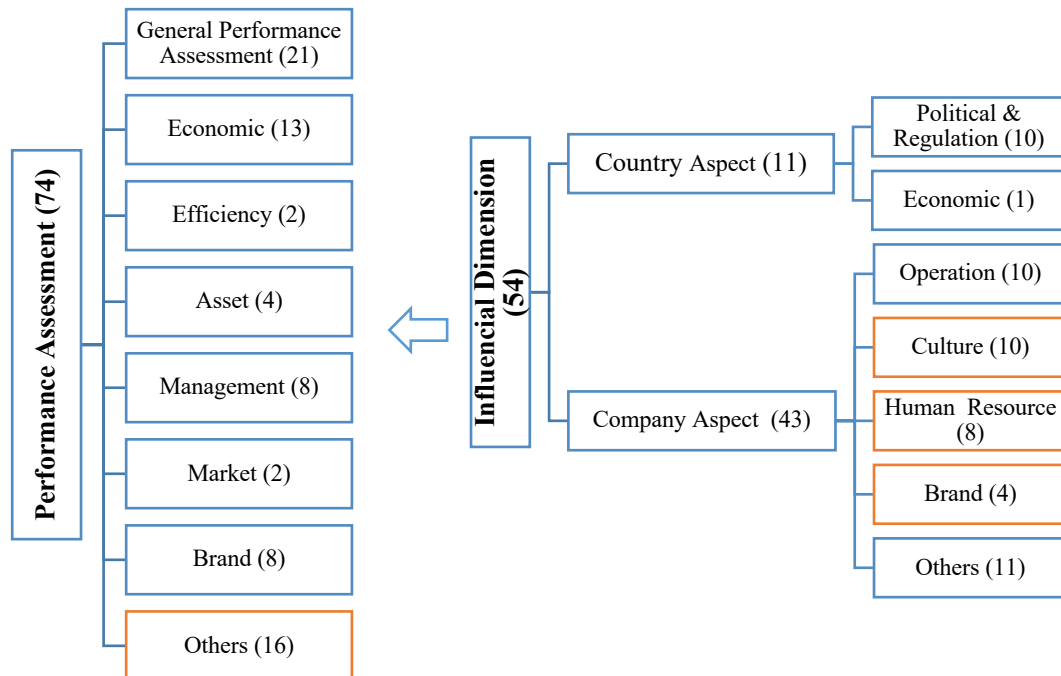 Performance Assessment (74)
General Performance
Assessment (21)
Economic (13)
Efficiency (2)
Asset (4)
Management (8)
Market (2)
Brand (8)
Others (16)
Influencial Dimension
(54)
Country Aspect (11)
Political &
Regulation (10)
Economic (1)
Company Aspect (43)
Operation (10)
Culture (10)
Human Resource
(8)
Brand (4)
Others (11)